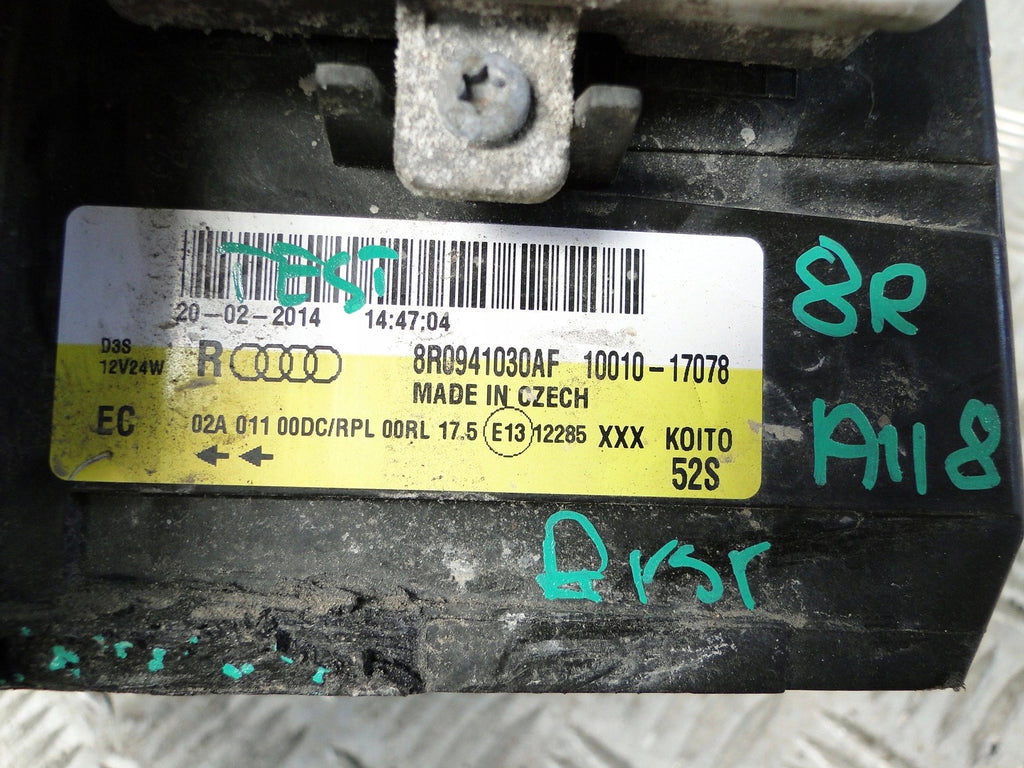 TEST
20-02-2014 14:47:04
D3S
12V24W
R 8R0941030AF 10010-17078
MADE IN CZECH
EC 02A 011 00DC/RPL 00RL 17.5 E13 12285 XXX KOITO
52S
8R
A118